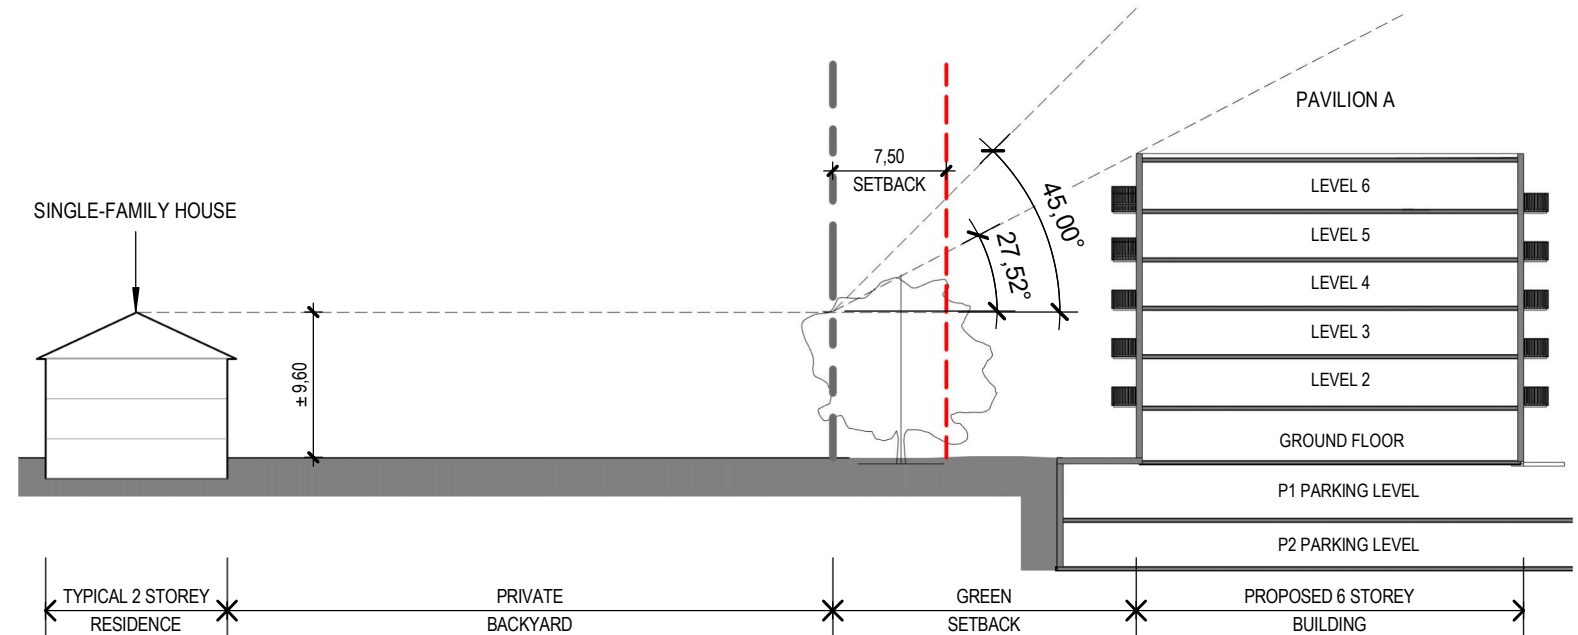 PAVILION A
7,50
SETBACK
45,00°
27,52°
SINGLE-FAMILY HOUSE
± 9,60
LEVEL 6
LEVEL 5
LEVEL 4
LEVEL 3
LEVEL 2
GROUND FLOOR
P1 PARKING LEVEL
P2 PARKING LEVEL
TYPICAL 2 STOREY
RESIDENCE
PRIVATE
BACKYARD
GREEN
SETBACK
PROPOSED 6 STOREY
BUILDING